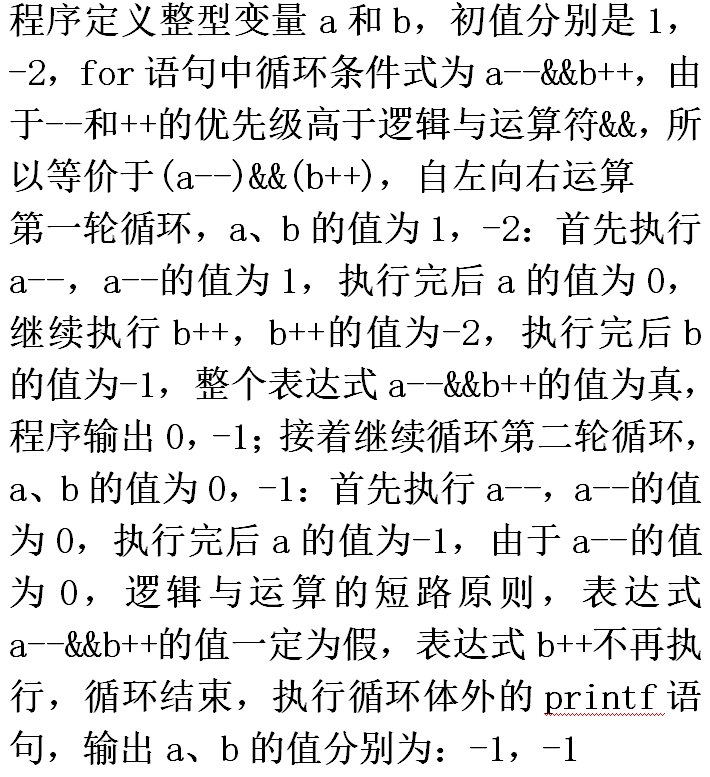 程序定义整型变量 a 和 b，初值分别是 1，
-2，for 语句中循环条件式为 a--&&b++，由
于--和++的优先级高于逻辑与运算符&&，所
以等价于(a--)&&(b++)，自左向右运算
第一轮循环，a、b 的值为 1，-2：首先执行
a--，a--的值为 1，执行完后 a 的值为 0，
继续执行 b++，b++的值为-2，执行完后 b
的值为-1，整个表达式 a--&&b++的值为真，
程序输出 0，-1；接着继续循环第二轮循环，
a、b 的值为 0，-1：首先执行 a--，a--的值
为 0，执行完后 a 的值为-1，由于 a--的值
为 0，逻辑与运算的短路原则，表达式
a--&&b++的值一定为假，表达式 b++不再执
行，循环结束，执行循环体外的 printf 语
句，输出 a、b 的值分别为：-1，-1